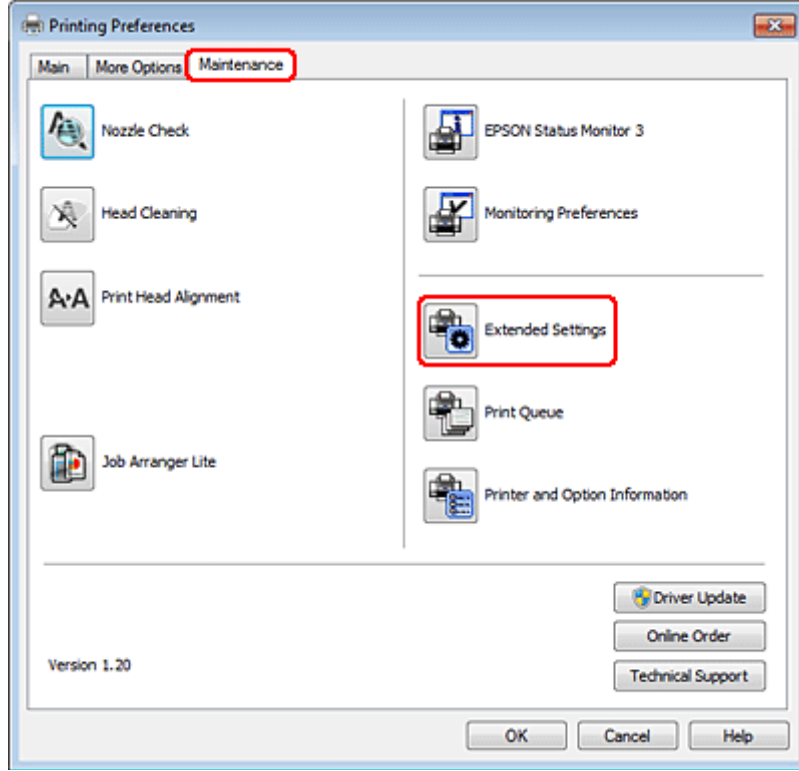 Printing Preferences
Main
More Options
Maintenance
Nozzle Check
Head Cleaning
A·A Print Head Alignment
Job Arranger Lite
EPSON Status Monitor 3
Monitoring Preferences
Extended Settings
Print Queue
Printer and Option Information
Driver Update
Online Order
Version 1.20
Technical Support
OK
Cancel
Help